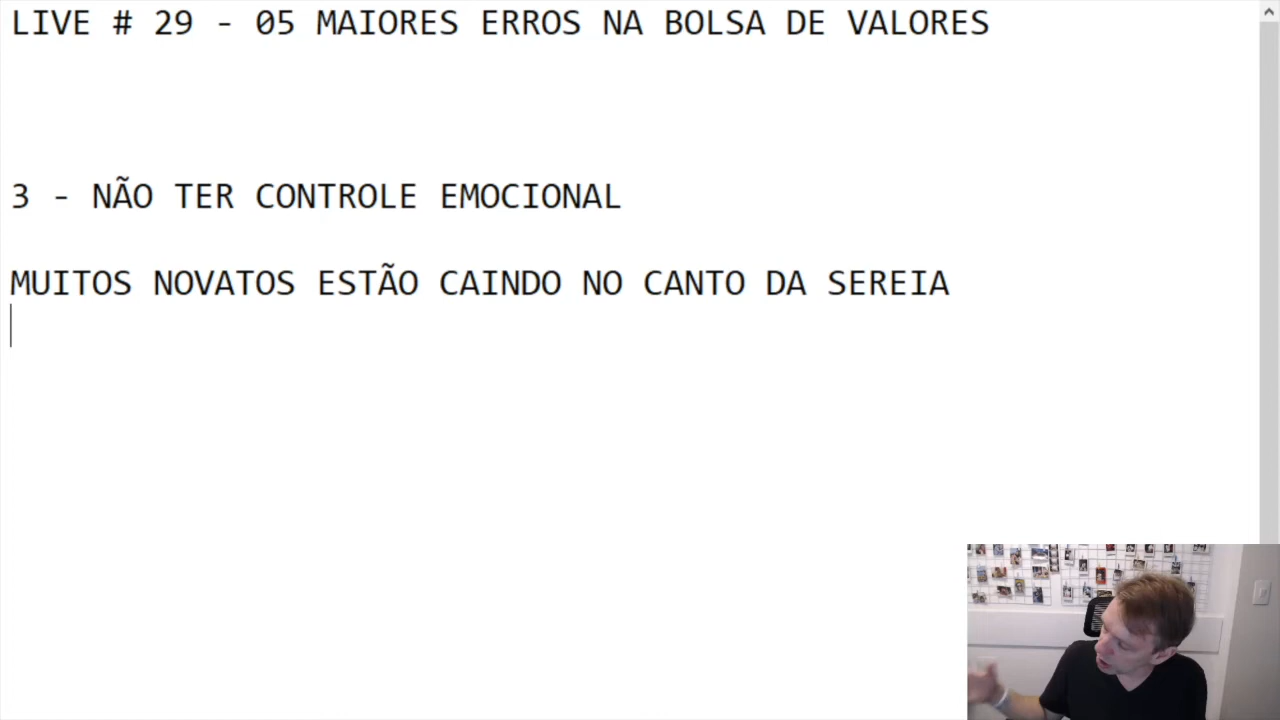 LIVE # 29 - 05 MAIORES ERROS NA BOLSA DE VALORES
3 - NÃO TER CONTROLE EMOCIONAL
MUITOS NOVATOS ESTÃO CAINDO NO CANTO DA SEREIA